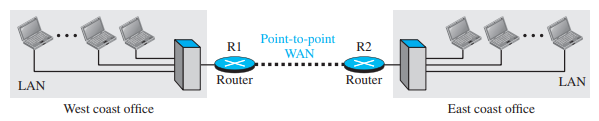 Point-to-point
WAN
R1
R2
Router
Router
LAN
LAN
West coast office
East coast office